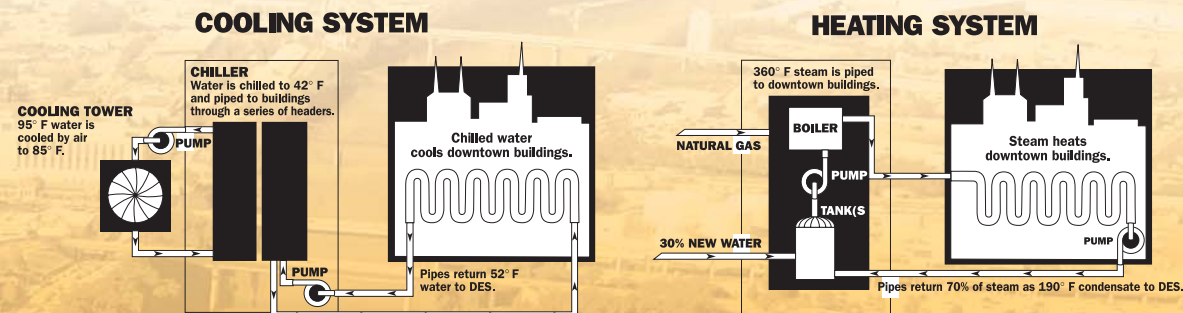 COOLING SYSTEM
CHILLER
Water is chilled to 42° F
and piped to buildings
through a series of headers.
COOLING TOWER
95° F water is
cooled by air
to 85° F.
PUMP
Chilled water
cools downtown buildings.
PUMP
Pipes return 52° F
water to DES.
HEATING SYSTEM
360° F steam is piped
to downtown buildings.
BOILER
NATURAL GAS
PUMP
TANK(S
30% NEW WATER
Steam heats
downtown buildings.
PUMP
Pipes return 70% of steam as 190° F condensate to DES.